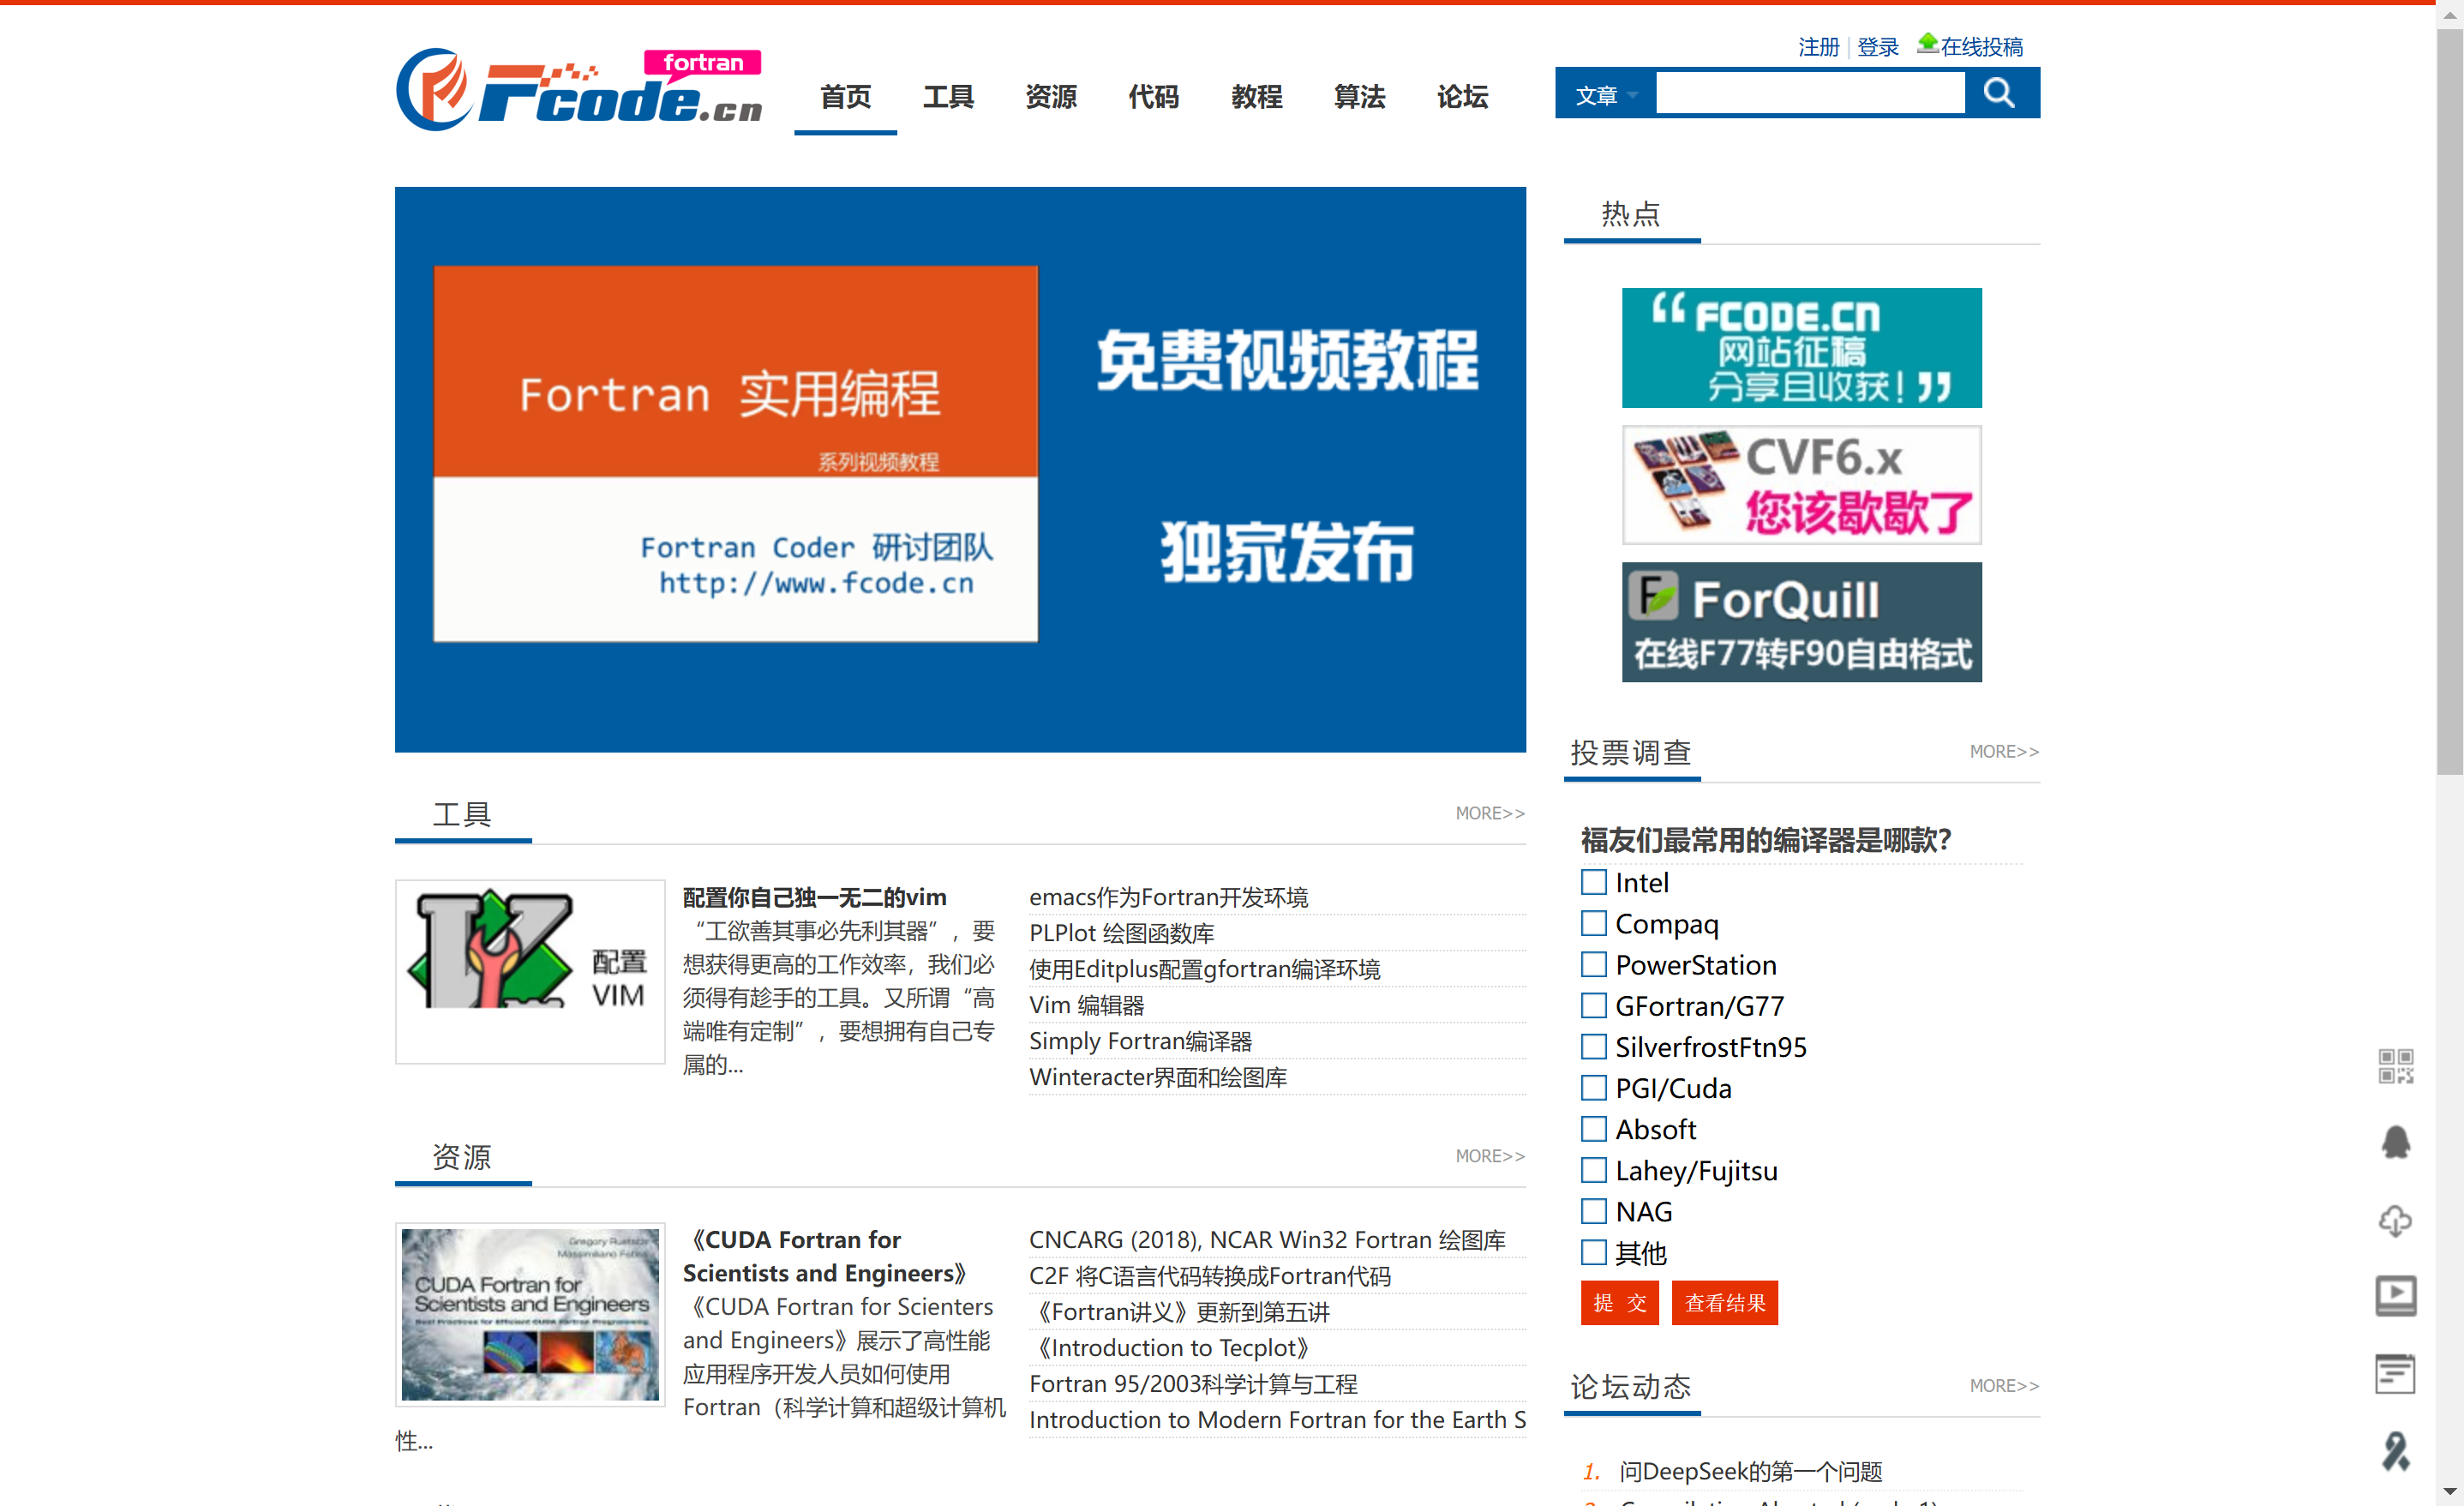 注册 | 登录 在线投稿
Fcode.cn fortran
首页 工具 资源 代码 教程 算法 论坛
文章
Fortran 实用编程
系列视频教程
Fortran Coder 研讨团队
http://www.fcode.cn
免费视频教程
独家发布
热点
“FCODE.CN
网站征稿
分享且收获!”
CVF6.x
您该歇歇了
F ForQuill
在线F77转F90自由格式
工具 MORE>>
配置
VIM
配置你自己独一无二的vim
“工欲善其事必先利其器”，要
想获得更高的工作效率，我们必
须得有趁手的工具。又所谓“高
端唯有定制”，要想拥有自己专
属的...
emacs作为Fortran开发环境
PLPlot 绘图函数库
使用Editplus配置gfortran编译环境
Vim 编辑器
Simply Fortran编译器
Winteracter界面和绘图库
资源 MORE>>
CUDA Fortran for
Scientists and Engineers
《CUDA Fortran for
Scientists and Engineers》
《CUDA Fortran for Scienters
and Engineers》展示了高性能
应用程序开发人员如何使用
Fortran（科学计算和超级计算机
性...
CNCARG (2018), NCAR Win32 Fortran 绘图库
C2F 将C语言代码转换成Fortran代码
《Fortran讲义》更新到第五讲
《Introduction to Tecplot》
Fortran 95/2003科学计算与工程
Introduction to Modern Fortran for the Earth S
投票调查 MORE>>
福友们最常用的编译器是哪款?
Intel
Compaq
PowerStation
GFortran/G77
SilverfrostFtn95
PGI/Cuda
Absoft
Lahey/Fujitsu
NAG
其他
提 交 查看结果
论坛动态 MORE>>
1. 问DeepSeek的第一个问题